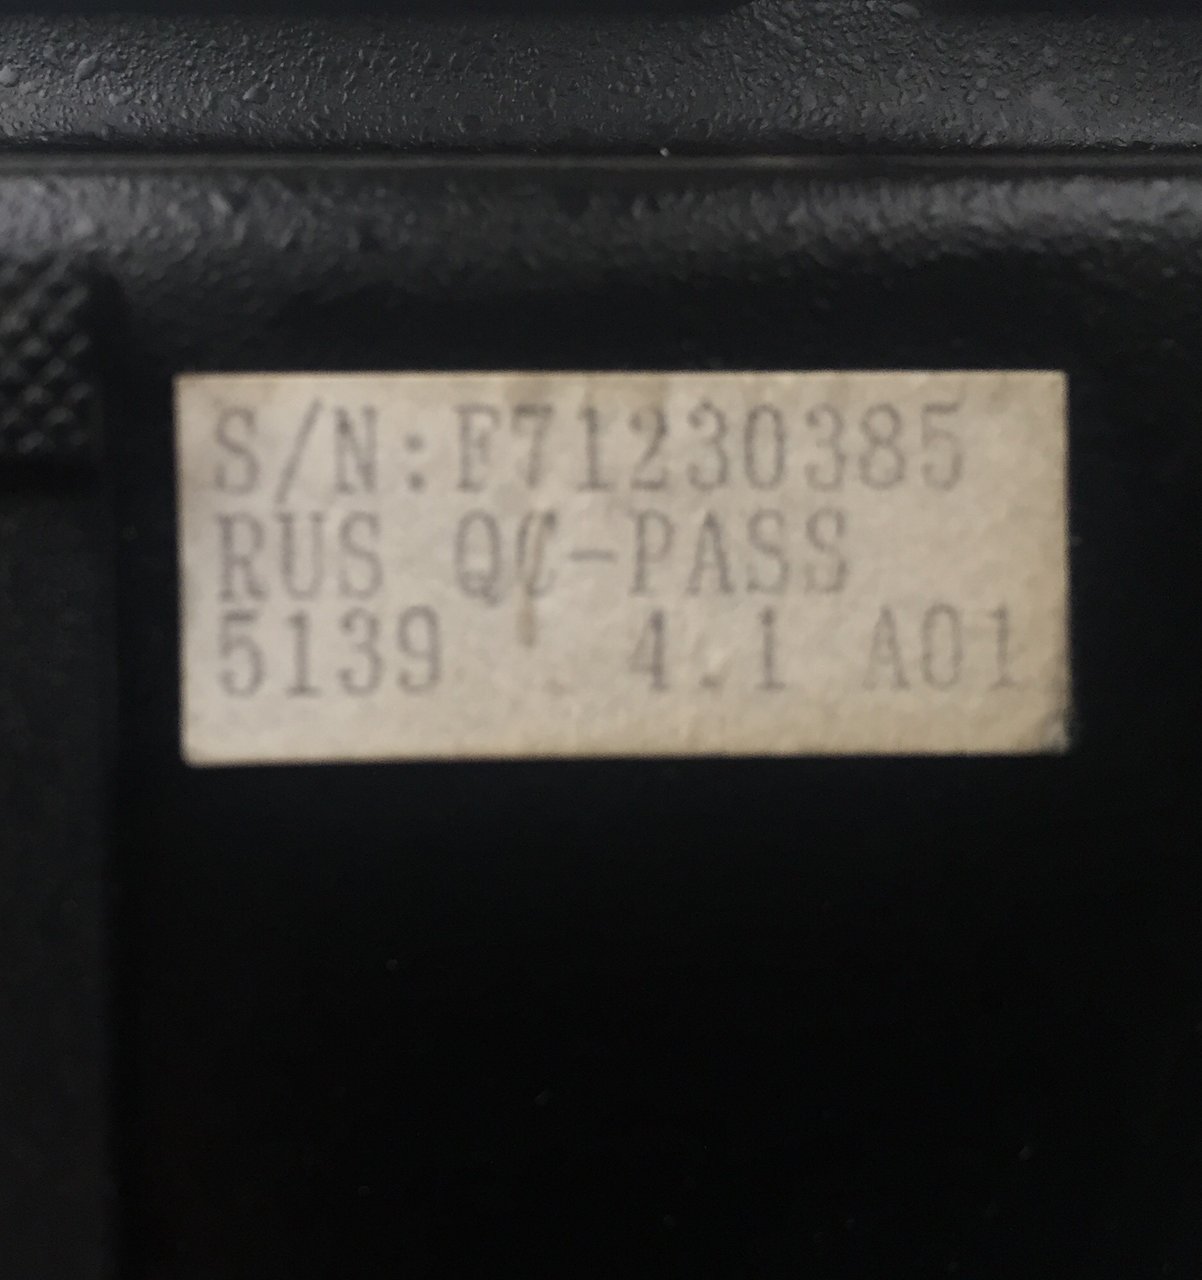 S/N:F71230385
RUS QC-PASS
5139 4.1 A01